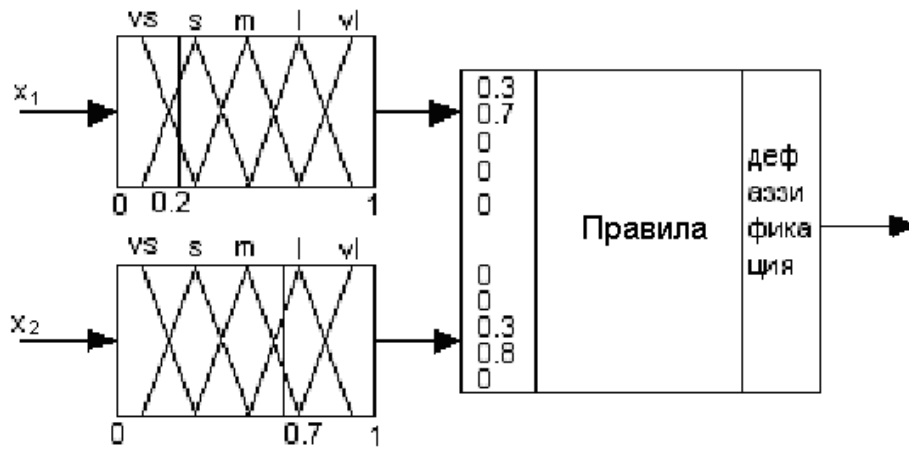 vs s m l vl
x1
0 0.2 1
vs s m l vl
x2
0 0.7 1
0.3
0.7
0
0
0
0
0
0.3
0.8
0
Правила
деф
аззи
фика
ция